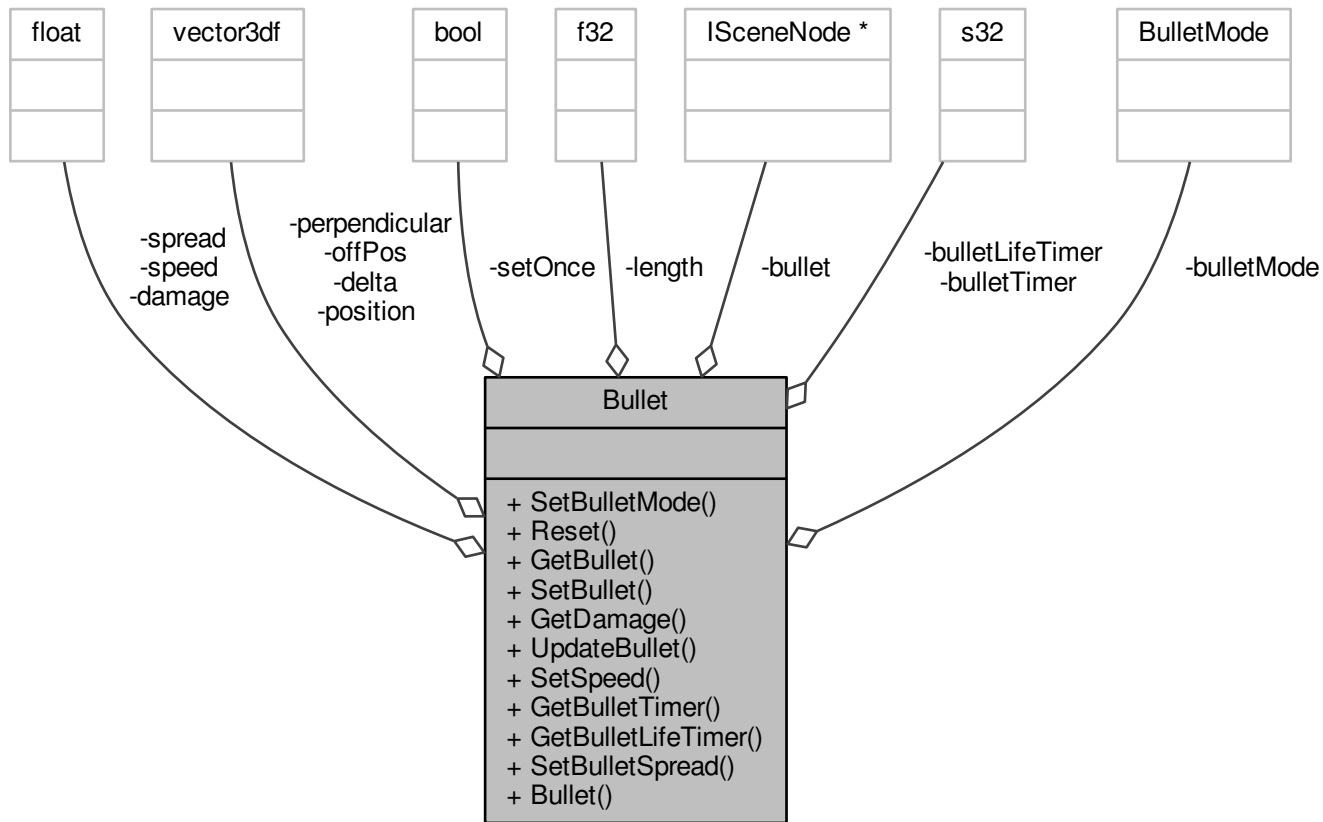 float
vector3df
bool
f32
ISceneNode *
s32
BulletMode
-spread
-speed
-damage
-perpendicular
-offPos
-delta
-position
-setOnce
-length
-bullet
-bulletLifeTimer
-bulletTimer
-bulletMode
Bullet
+ SetBulletMode()
+ Reset()
+ GetBullet()
+ SetBullet()
+ GetDamage()
+ UpdateBullet()
+ SetSpeed()
+ GetBulletTimer()
+ GetBulletLifeTimer()
+ SetBulletSpread()
+ Bullet()